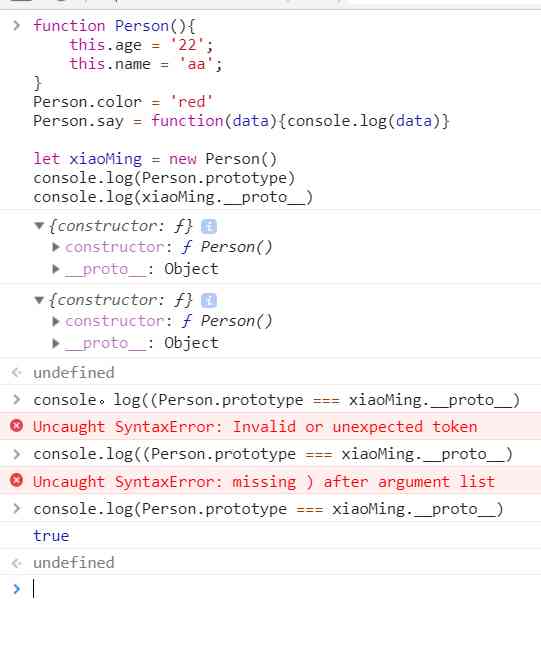 function Person(){
    this.age = '22';
    this.name = 'aa';
}
Person.color = 'red'
Person.say = function(data){console.log(data)}
let xiaoMing = new Person()
console.log(Person.prototype)
console.log(xiaoMing.__proto__)
{constructor: ƒ} i
constructor: ƒ Person()
__proto__: Object
{constructor: ƒ} i
constructor: ƒ Person()
__proto__: Object
undefined
console。log((Person.prototype === xiaoMing.__proto__)
Uncaught SyntaxError: Invalid or unexpected token
console.log((Person.prototype === xiaoMing.__proto__)
Uncaught SyntaxError: missing ) after argument list
console.log(Person.prototype === xiaoMing.__proto__)
true
undefined